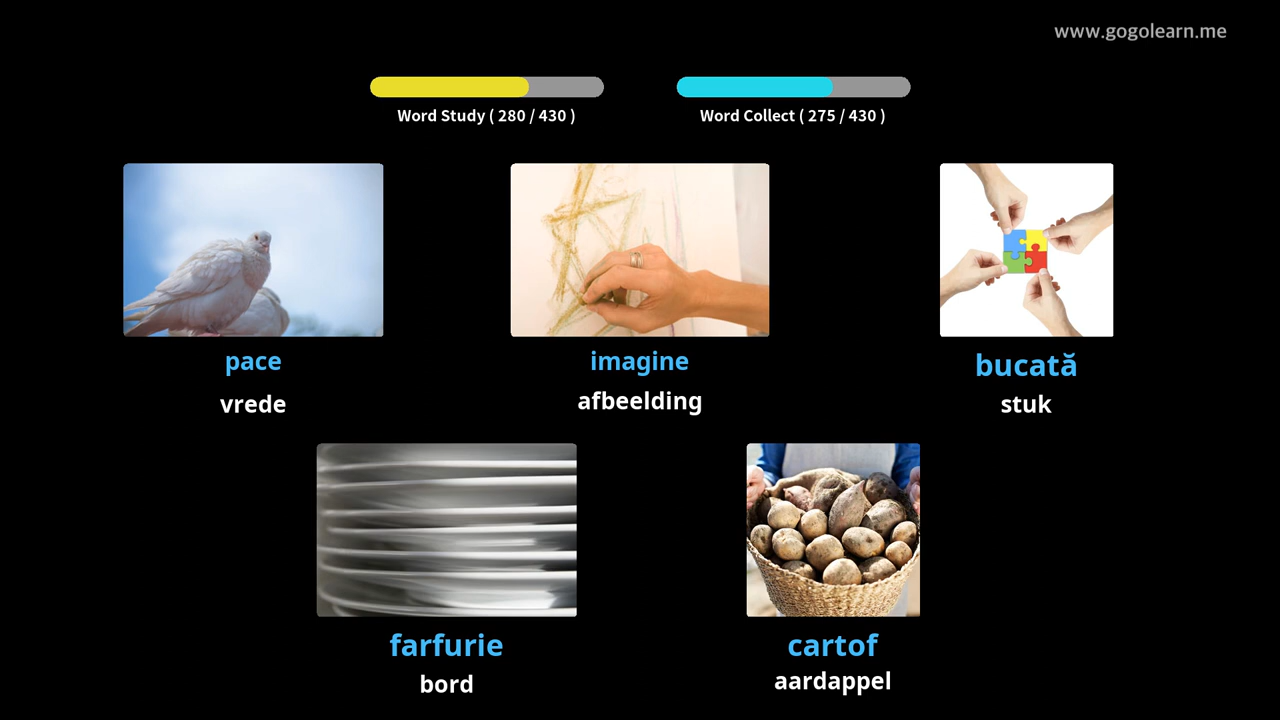 www.gogolearn.me
Word Study ( 280 / 430 )
Word Collect ( 275 / 430 )
pace
vrede
imagine
afbeelding
bucată
stuk
farfurie
bord
cartof
aardappel